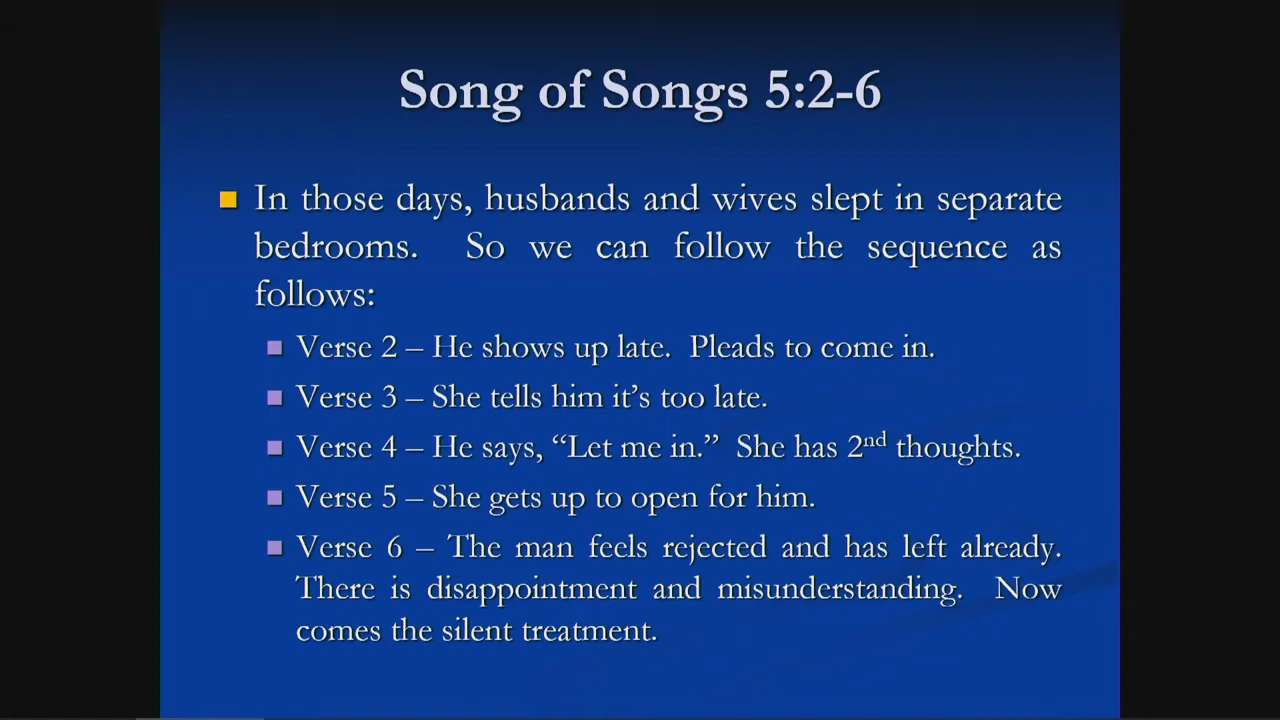 Song of Songs 5:2-6
In those days, husbands and wives slept in separate
bedrooms. So we can follow the sequence as
follows:
Verse 2 – He shows up late. Pleads to come in.
Verse 3 – She tells him it’s too late.
Verse 4 – He says, “Let me in.” She has 2nd thoughts.
Verse 5 – She gets up to open for him.
Verse 6 – The man feels rejected and has left already.
There is disappointment and misunderstanding. Now
comes the silent treatment.